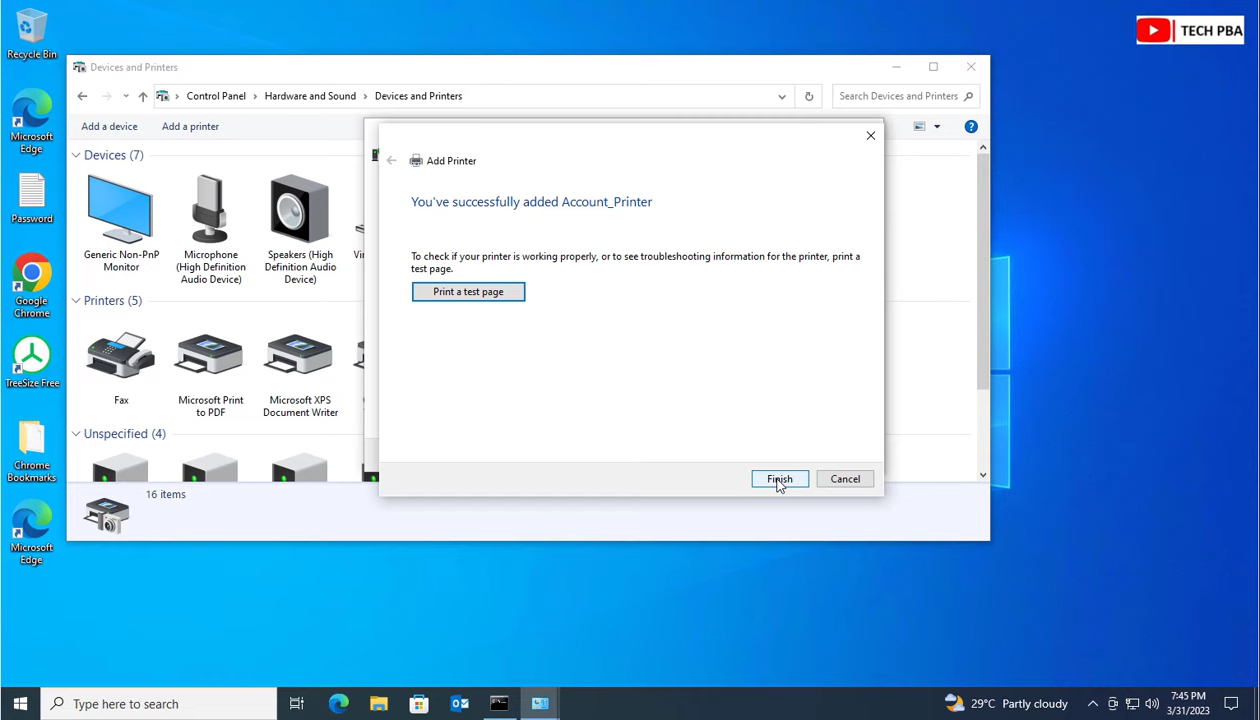 Recycle Bin
TECH PBA
Devices and Printers
Control Panel > Hardware and Sound > Devices and Printers
Search Devices and Printers
Add a device
Add a printer
Microsoft
Edge
Password
Google
Chrome
TreeSize Free
Chrome
Bookmarks
Microsoft
Edge
Devices (7)
Generic Non-PnP
Monitor
Microphone
(High Definition
Audio Device)
Speakers (High
Definition Audio
Device)
Printers (5)
Fax
Microsoft Print
to PDF
Microsoft XPS
Document Writer
Unspecified (4)
16 items
Add Printer
You've successfully added Account_Printer
To check if your printer is working properly, or to see troubleshooting information for the printer, print a
test page.
Print a test page
Finish
Cancel
Type here to search
29°C Partly cloudy
7:45 PM
3/31/2023